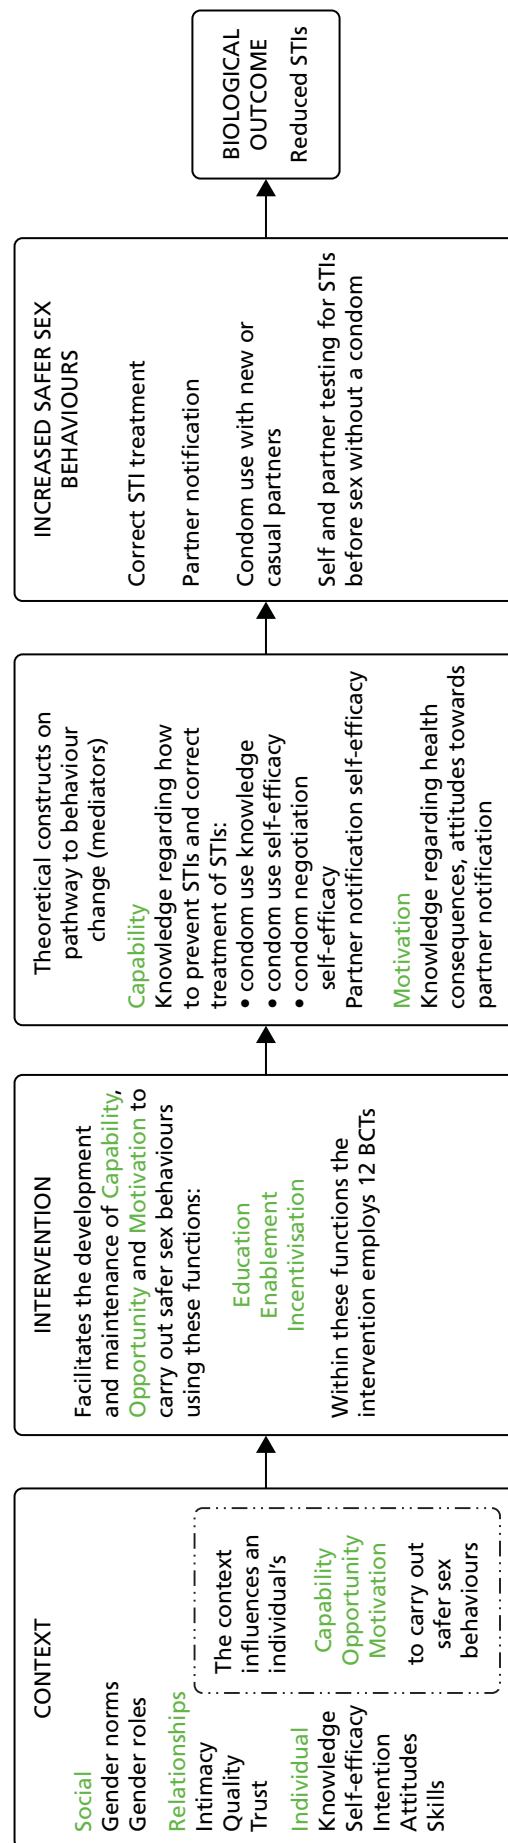 CONTEXT
Social
Gender norms
Gender roles
Relationships
Intimacy
Quality
Trust
Individual
Knowledge
Self-efficacy
Intention
Attitudes
Skills
The context
influences an
individual's
Capability
Opportunity
Motivation
to carry out
safer sex
behaviours
INTERVENTION
Facilitates the development
and maintenance of Capability,
Opportunity and Motivation to
carry out safer sex behaviours
using these functions:
Education
Enablement
Incentivisation
Within these functions the
intervention employs 12 BCTs
Theoretical constructs on
pathway to behaviour
change (mediators)
Capability
Knowledge regarding how
to prevent STIs and correct
treatment of STIs:
• condom use knowledge
• condom use self-efficacy
• condom negotiation
self-efficacy
Partner notification self-efficacy
Motivation
Knowledge regarding health
consequences, attitudes towards
partner notification
INCREASED SAFER SEX
BEHAVIOURS
Correct STI treatment
Partner notification
Condom use with new or
casual partners
Self and partner testing for STIs
before sex without a condom
BIOLOGICAL
OUTCOME
Reduced STIs